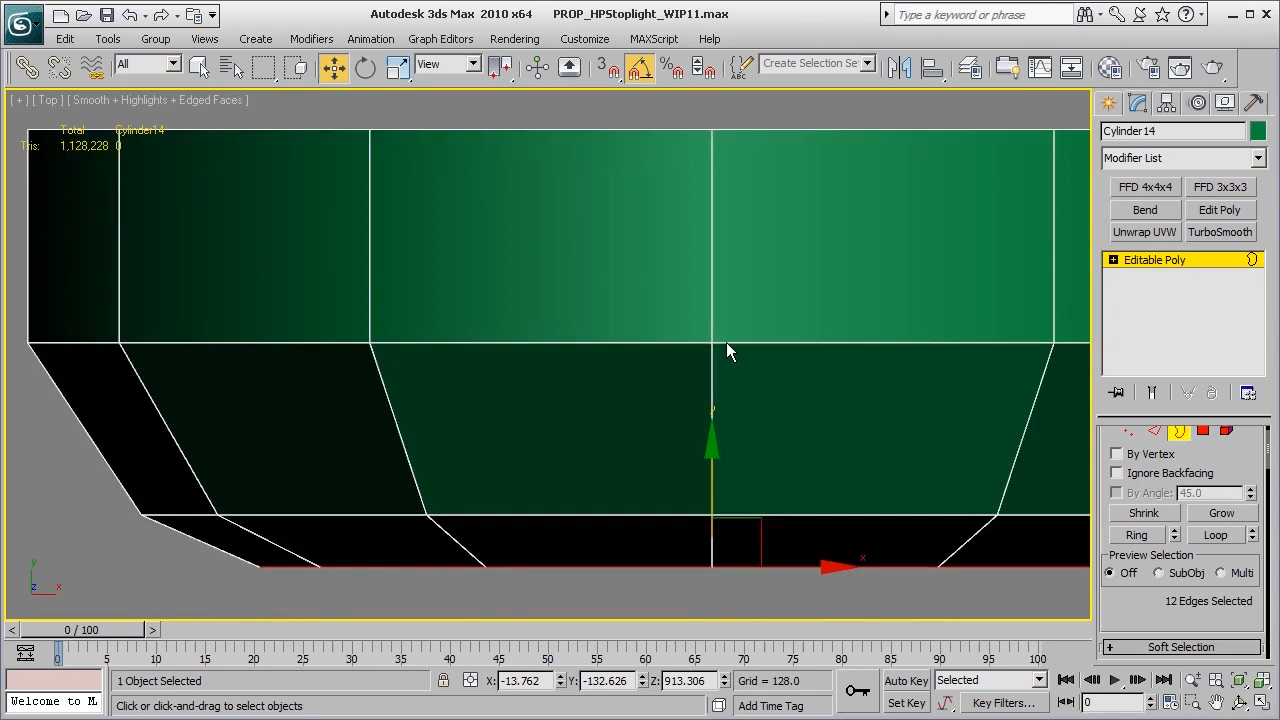 Autodesk 3ds Max 2010 x64 PROP_HPStoplight_WIP11.max
Type a keyword or phrase
Edit Tools Group Views Create Modifiers Animation Graph Editors Rendering Customize MAXScript Help
All View 3 Create Selection Se
[ + ] [ Top ] [ Smooth + Highlights + Edged Faces ]
Total Cylinder14
Tris: 1,128,228 0
Cylinder14
Modifier List
FFD 4x4x4 FFD 3x3x3
Bend Edit Poly
Unwrap UVW TurboSmooth
Editable Poly
By Vertex
Ignore Backfacing
By Angle: 45.0
Shrink Grow
Ring Loop
Preview Selection
Off SubObj Multi
12 Edges Selected
Soft Selection
y
x
y
z x
< 0 / 100 >
0 5 10 15 20 25 30 35 40 45 50 55 60 65 70 75 80 85 90 95 100
1 Object Selected X: -13.762 Y: -132.626 Z: 913.306 Grid = 128.0 Auto Key Selected
Welcome to M Click or click-and-drag to select objects Add Time Tag Set Key Key Filters... 0